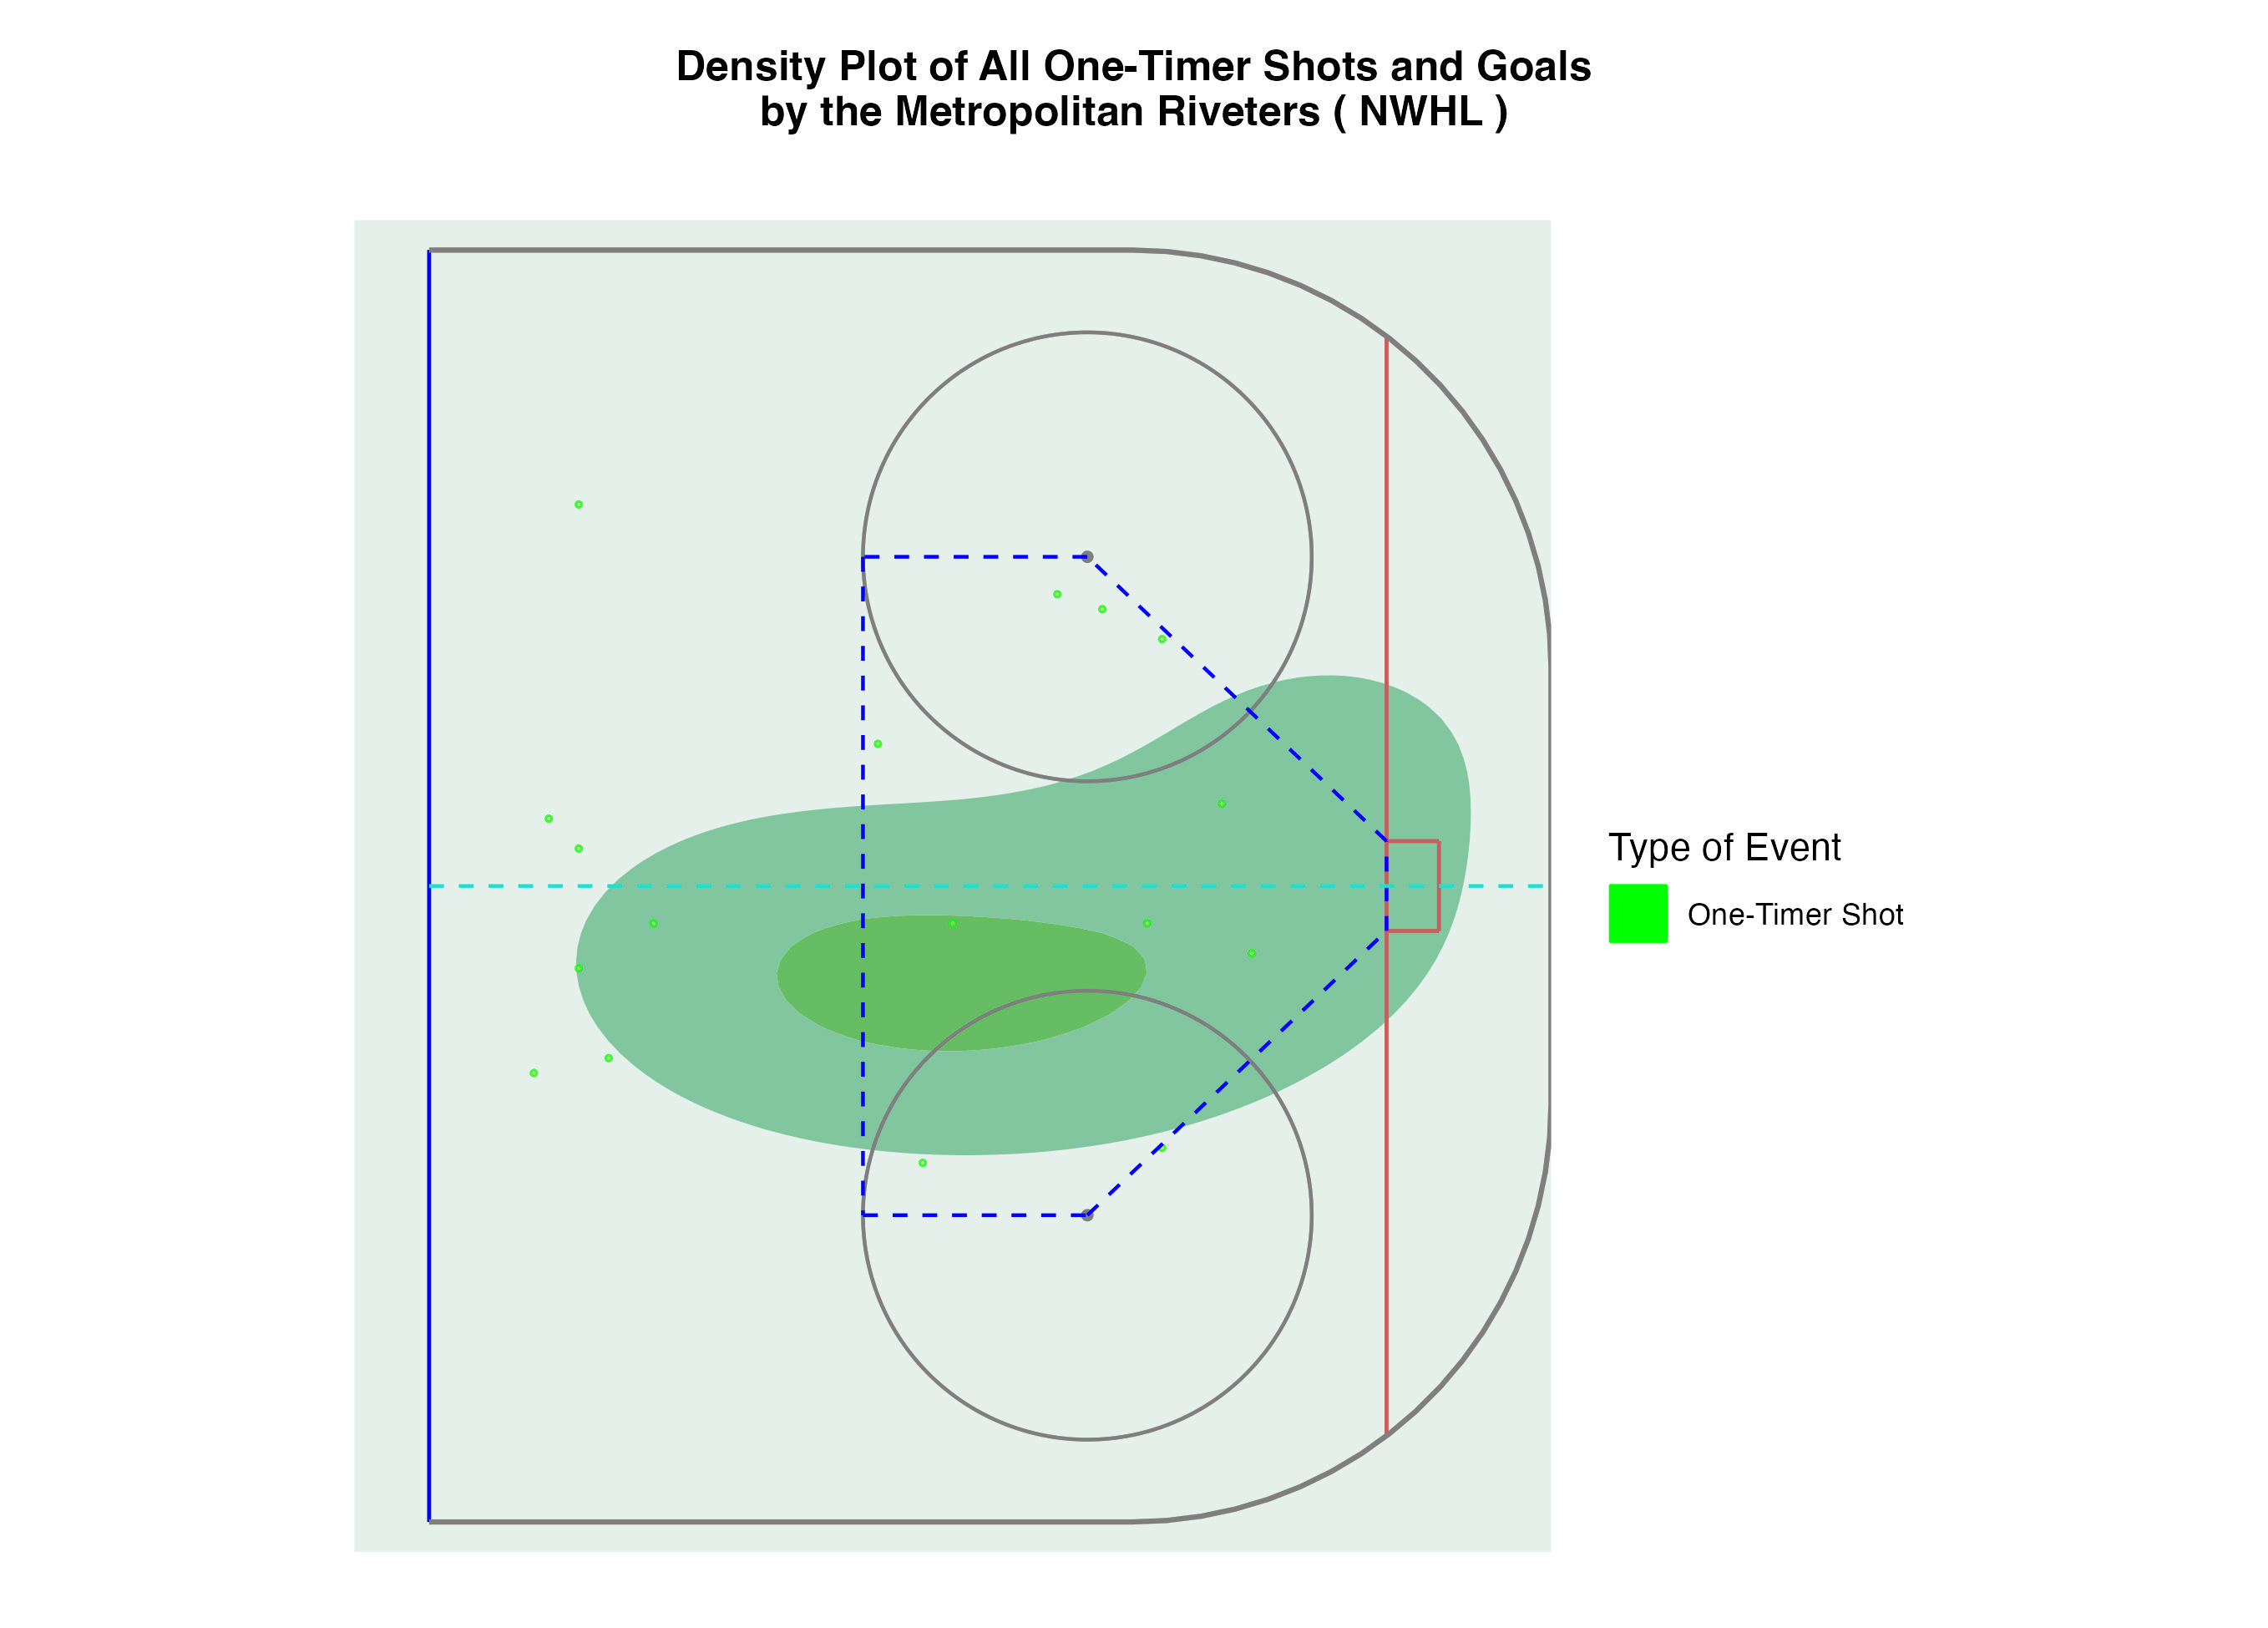 Density Plot of All One-Timer Shots and Goals
by the Metropolitan Riveters ( NWHL )
Type of Event
One-Timer Shot